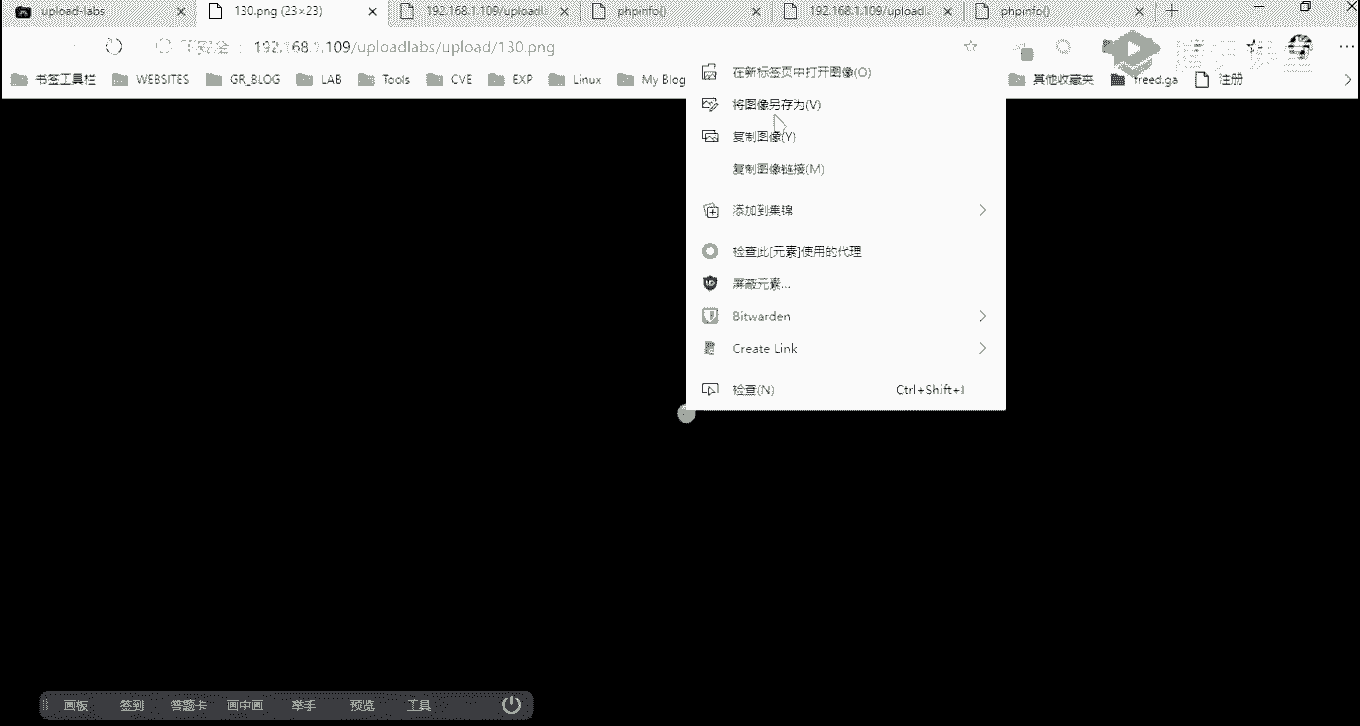 upload-labs
130.png (23×23)
192.168.1.109/uploadl..
phpinfo()
192.168.1.109/upload..
phpinfo()
不安全
192.168.1.109/uploadlabs/upload/130.png
书签工具栏
WEBSITES
GR_BLOG
LAB
Tools
CVE
EXP
Linux
My Blog
其他收藏夹
freed.ga
注册
在新标签页中打开图像(O)
将图像另存为(V)
复制图像(Y)
复制图像链接(M)
添加到集锦
检查此[元素]使用的代理
屏蔽元素...
Bitwarden
Create Link
检查(N) Ctrl+Shift+I
画板 签到 答题卡 画中画 举手 预览 工具